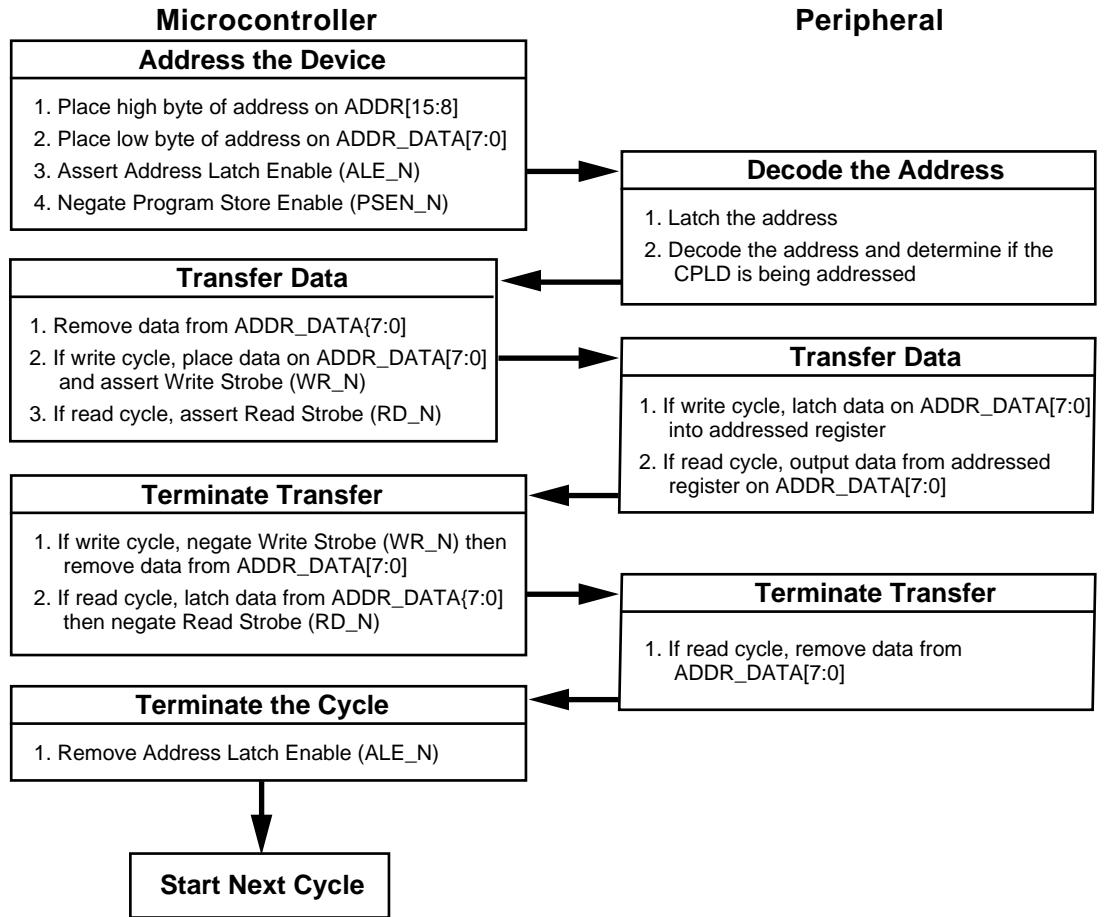 Microcontroller
Peripheral
Address the Device
1. Place high byte of address on ADDR[15:8]
2. Place low byte of address on ADDR_DATA[7:0]
3. Assert Address Latch Enable (ALE_N)
4. Negate Program Store Enable (PSEN_N)
Decode the Address
1. Latch the address
2. Decode the address and determine if the
CPLD is being addressed
Transfer Data
1. Remove data from ADDR_DATA{7:0]
2. If write cycle, place data on ADDR_DATA[7:0]
and assert Write Strobe (WR_N)
3. If read cycle, assert Read Strobe (RD_N)
Transfer Data
1. If write cycle, latch data on ADDR_DATA[7:0]
into addressed register
2. If read cycle, output data from addressed
register on ADDR_DATA[7:0]
Terminate Transfer
1. If write cycle, negate Write Strobe (WR_N) then
remove data from ADDR_DATA[7:0]
2. If read cycle, latch data from ADDR_DATA{7:0]
then negate Read Strobe (RD_N)
Terminate Transfer
1. If read cycle, remove data from
ADDR_DATA[7:0]
Terminate the Cycle
1. Remove Address Latch Enable (ALE_N)
Start Next Cycle